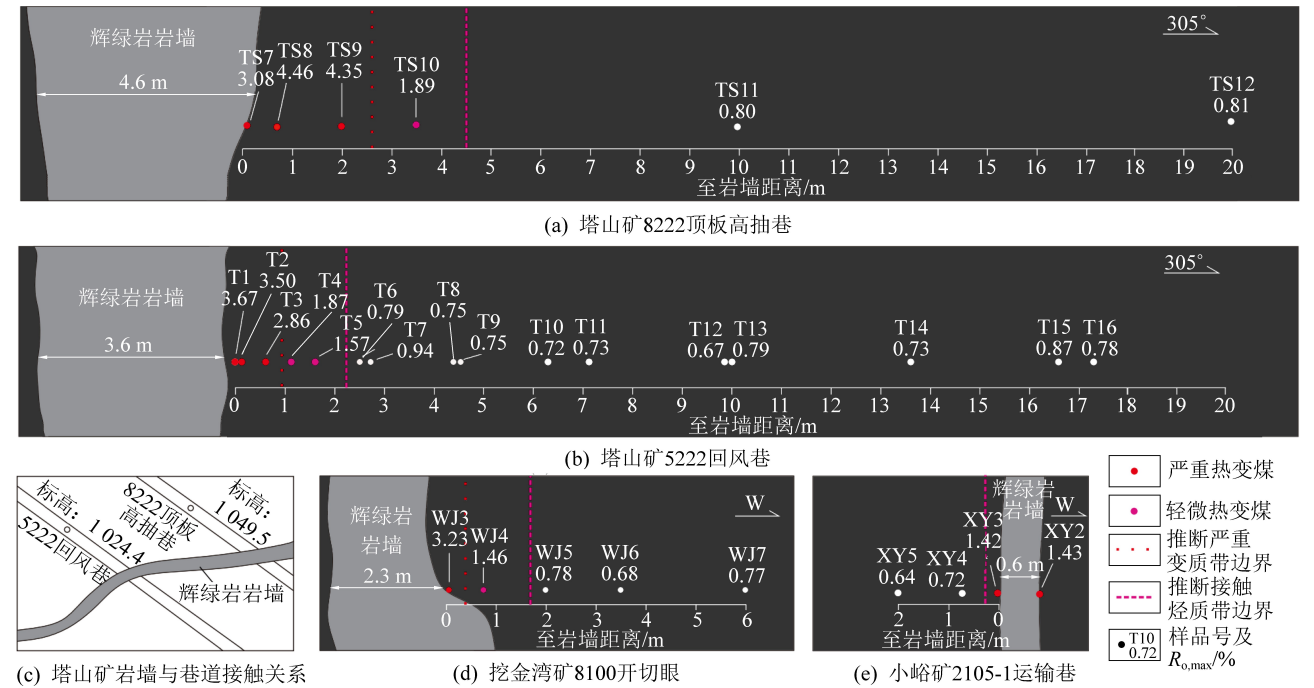 辉绿岩岩墙
4.6 m
TS7
3.08
TS8
4.46
TS9
4.35
TS10
1.89
TS11
0.80
TS12
0.81
305°
0 1 2 3 4 5 6 7 8 9 10 11 12 13 14 15 16 17 18 19 20
至岩墙距离/m
(a) 塔山矿8222顶板高抽巷
辉绿岩岩墙
3.6 m
T1
3.67
T2
3.50
T3
2.86
T4
1.87
T5
1.57
T6
0.79
T7
0.94
T8
0.75
T9
0.75
T10
0.72
T11
0.73
T12
0.67
T13
0.79
T14
0.73
T15
0.87
T16
0.78
305°
0 1 2 3 4 5 6 7 8 9 10 11 12 13 14 15 16 17 18 19 20
至岩墙距离/m
(b) 塔山矿5222回风巷
标高：
1 024.4
5222回风巷
8222顶板
高抽巷
标高：
1 049.5
辉绿岩岩墙
(c) 塔山矿岩墙与巷道接触关系
辉绿岩
岩墙
2.3 m
WJ3
3.23
WJ4
1.46
WJ5
0.78
WJ6
0.68
WJ7
0.77
W
0 1 2 3 4 5 6
至岩墙距离/m
(d) 挖金湾矿8100开切眼
辉绿岩
岩墙
0.6 m
XY5
0.64
XY4
0.72
XY3
1.42
XY2
1.43
W
2 1 0
至岩墙距离/m
(e) 小峪矿2105-1运输巷
严重热变煤
轻微热变煤
推断严重
变质带边界
推断接触
烃质带边界
T10
0.72
样品号及
Ro,max/%